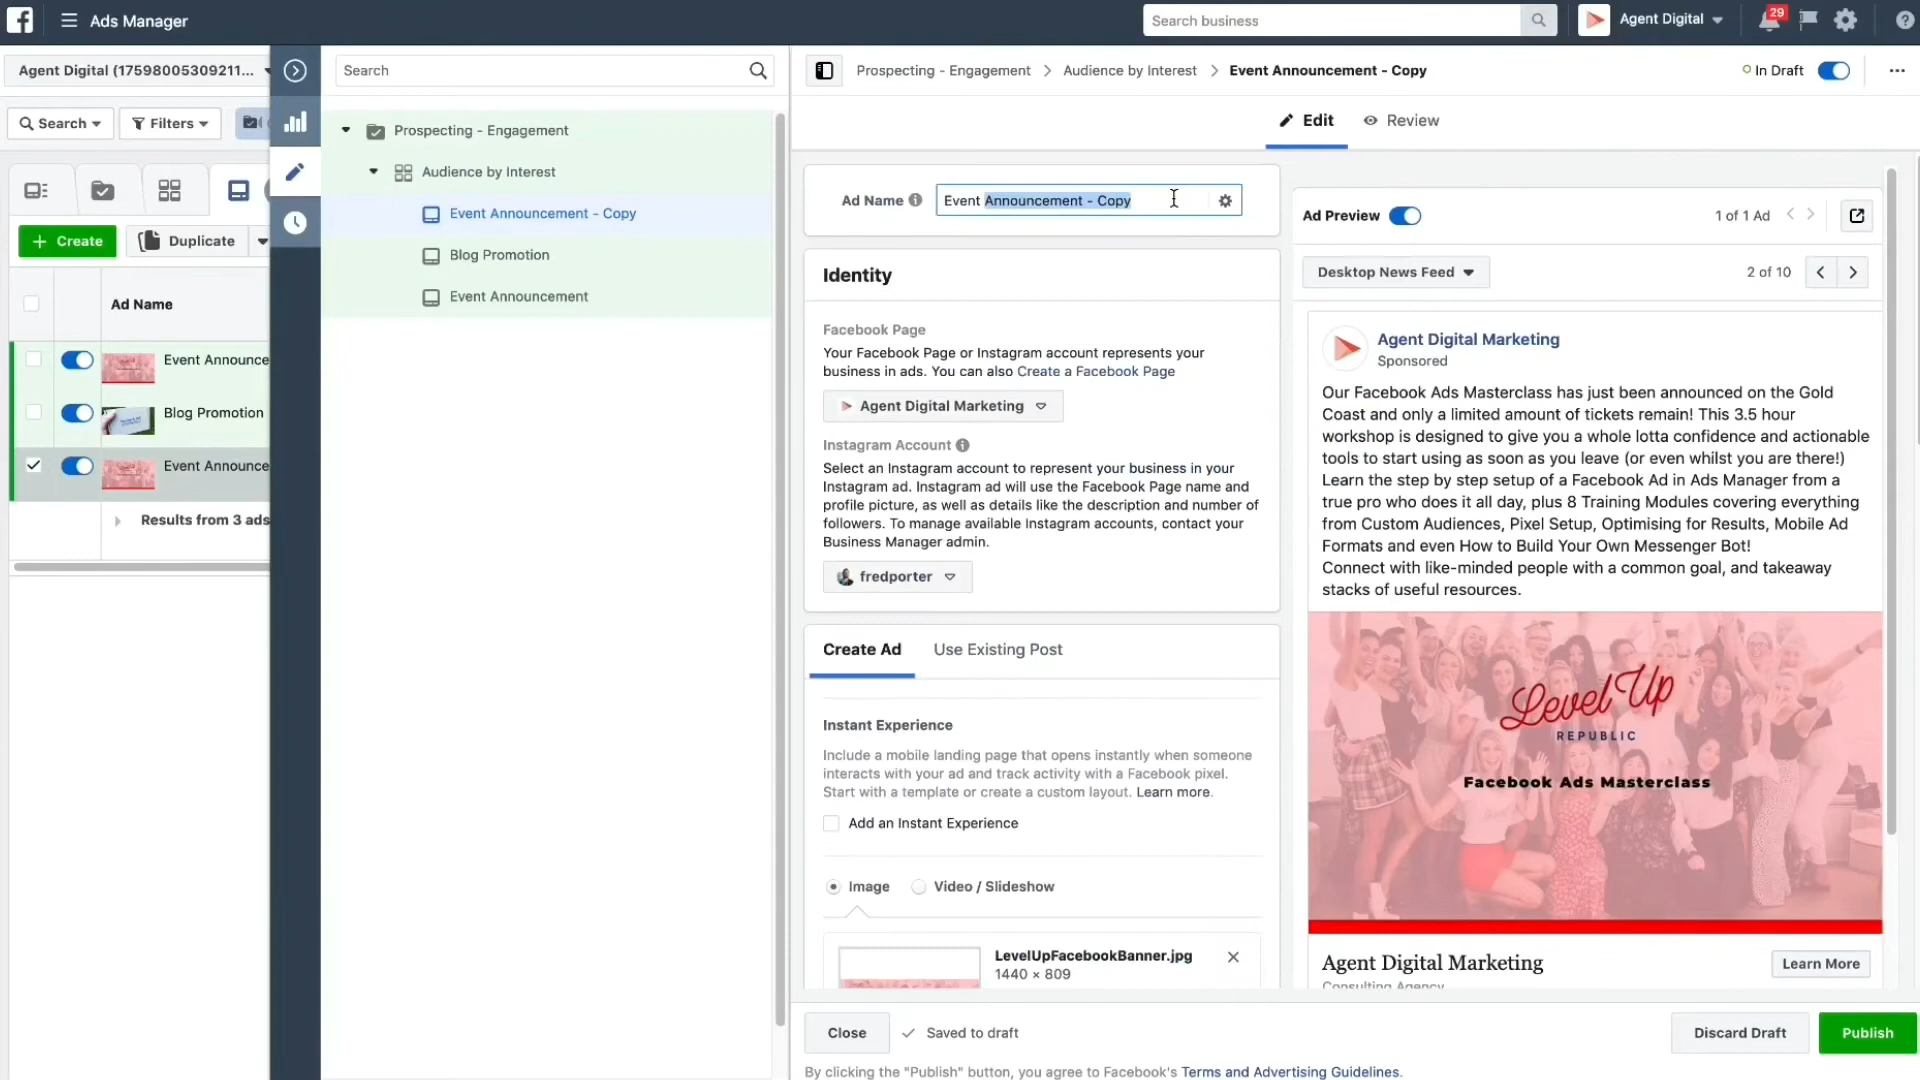 Ads Manager
Search business
Agent Digital
29
Agent Digital (17598005309211...
Search
Filters
Create
Duplicate
Ad Name
Event Announce
Blog Promotion
Event Announce
Results from 3 ads
Search
Prospecting - Engagement
Audience by Interest
Event Announcement - Copy
Blog Promotion
Event Announcement
Prospecting - Engagement
Audience by Interest
Event Announcement - Copy
In Draft
Edit
Review
Ad Name
Event Announcement - Copy
Identity
Facebook Page
Your Facebook Page or Instagram account represents your
business in ads. You can also Create a Facebook Page
Agent Digital Marketing
Instagram Account
Select an Instagram account to represent your business in your
Instagram ad. Instagram ad will use the Facebook Page name and
profile picture, as well as details like the description and number of
followers. To manage available Instagram accounts, contact your
Business Manager admin.
fredporter
Create Ad
Use Existing Post
Instant Experience
Include a mobile landing page that opens instantly when someone
interacts with your ad and track activity with a Facebook pixel.
Start with a template or create a custom layout. Learn more.
Add an Instant Experience
Image
Video / Slideshow
LevelUpFacebookBanner.jpg
1440 × 809
Ad Preview
1 of 1 Ad
Desktop News Feed
2 of 10
Agent Digital Marketing
Sponsored
Our Facebook Ads Masterclass has just been announced on the Gold
Coast and only a limited amount of tickets remain! This 3.5 hour
workshop is designed to give you a whole lotta confidence and actionable
tools to start using as soon as you leave (or even whilst you are there!)
Learn the step by step setup of a Facebook Ad in Ads Manager from a
true pro who does it all day, plus 8 Training Modules covering everything
from Custom Audiences, Pixel Setup, Optimising for Results, Mobile Ad
Formats and even How to Build Your Own Messenger Bot!
Connect with like-minded people with a common goal, and takeaway
stacks of useful resources.
Level Up
REPUBLIC
Facebook Ads Masterclass
Agent Digital Marketing
Learn More
Consulting Agency
Close
Saved to draft
Discard Draft
Publish
By clicking the "Publish" button, you agree to Facebook's Terms and Advertising Guidelines.